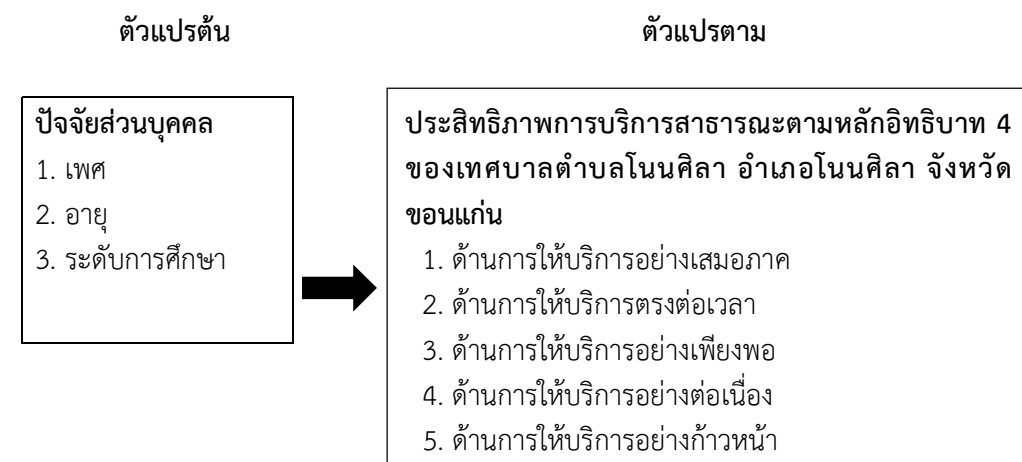 ตัวแปรต้น
ตัวแปรตาม
ปัจจัยส่วนบุคคล
1. เพศ
2. อายุ
3. ระดับการศึกษา
ประสิทธิภาพการบริการสาธารณะตามหลักอิทธิบาท 4
ของเทศบาลตำบลโนนศิลา อำเภอโนนศิลา จังหวัด
ขอนแก่น
1. ด้านการให้บริการอย่างเสมอภาค
2. ด้านการให้บริการตรงต่อเวลา
3. ด้านการให้บริการอย่างเพียงพอ
4. ด้านการให้บริการอย่างต่อเนื่อง
5. ด้านการให้บริการอย่างก้าวหน้า